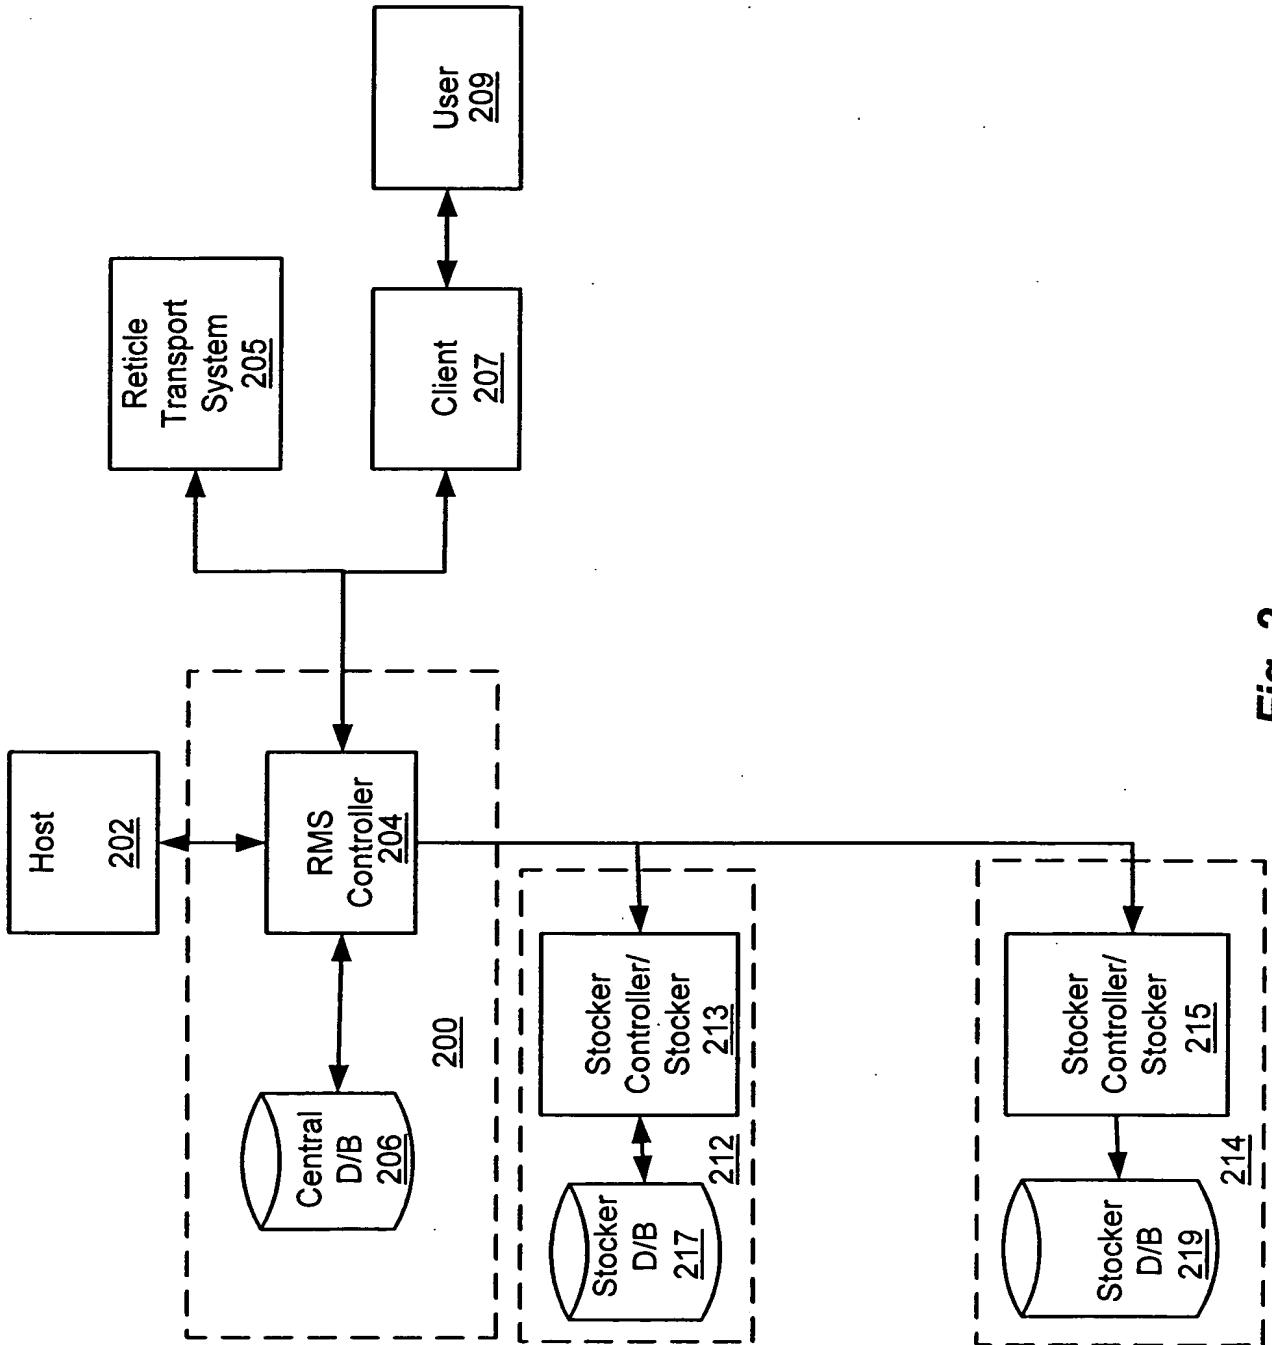 Host
202
RMS
Controller
204
Central
D/B
206
200
Reticle
Transport
System
205
Client
207
User
209
Stocker
Controller/
Stocker
213
Stocker
D/B
217
212
Stocker
Controller/
Stocker
215
Stocker
D/B
219
214
Fig. 2